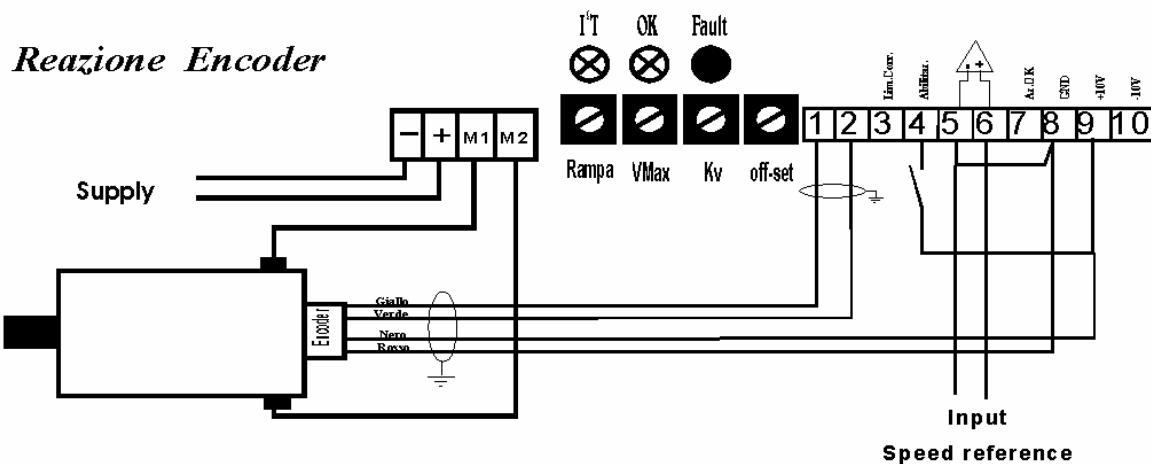 Reazione Encoder
I²T OK Fault
Lim.Corr.
Abilitaz.
- +
Az.OK
GND
+10V
-10V
- + M1 M2
1 2 3 4 5 6 7 8 9 10
Rampa VMax Kv off-set
Supply
Encoder
Giallo
Verde
Nero
Rosso
Input
Speed reference